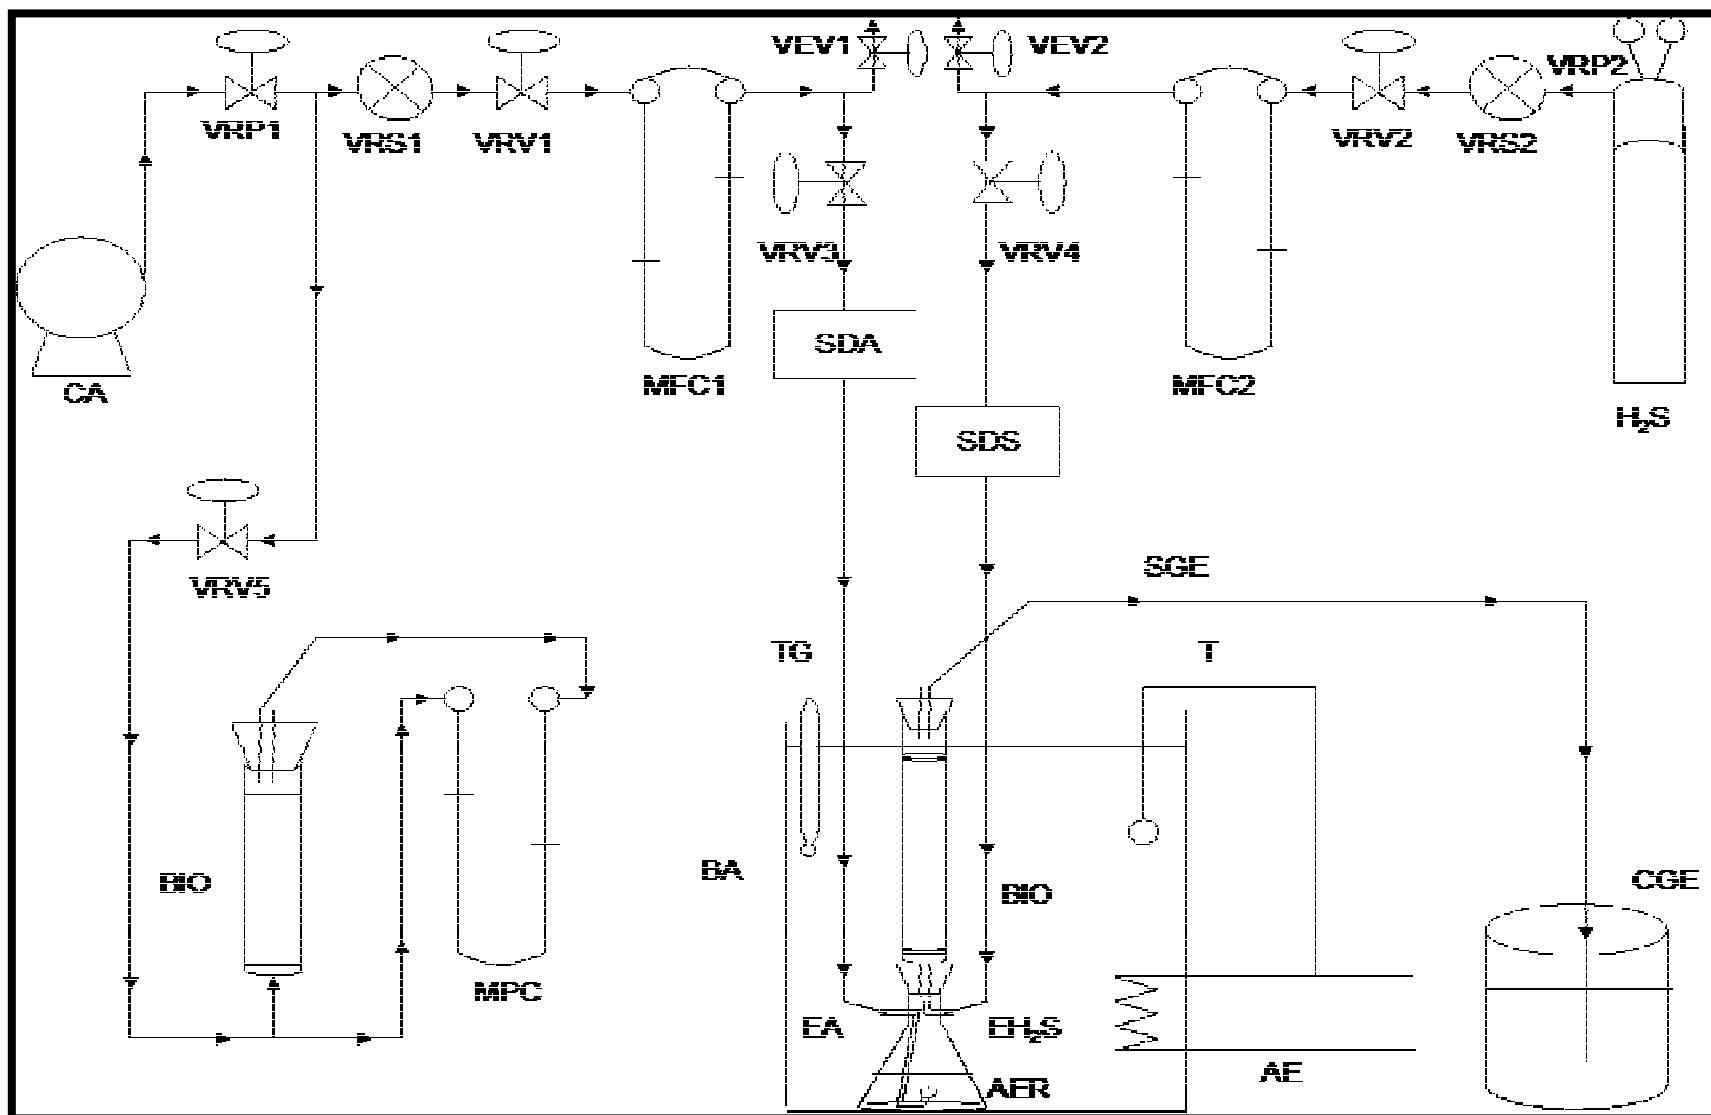 VEV1
VEV2
VRP2
VRP1
VRS1
VRV1
VRV2
VRS2
VRV3
VRV4
SDA
CA
MFC1
MFC2
H₂S
SDS
VRV5
SGE
TG
T
BIO
BA
BIO
CGE
MPC
EA
EH₂S
AER
AE